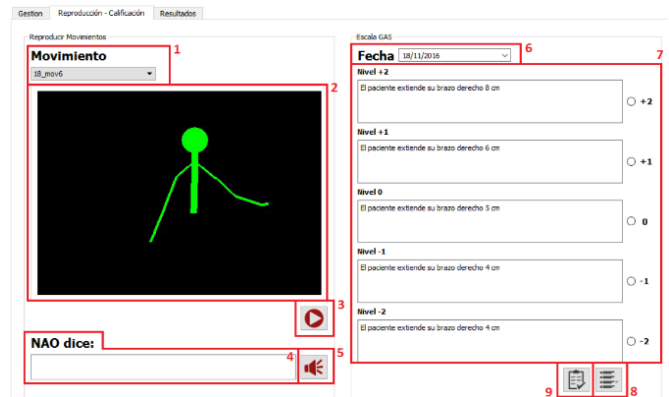 Gestion
Reproducción - Calificación
Resultados
Reproducir Movimientos
Movimiento
1
18_mov6
2
3
NAO dice:
4
5
Escala GAS
Fecha
18/11/2016
6
7
Nivel +2
El paciente extiende su brazo derecho 8 cm
+2
Nivel +1
El paciente extiende su brazo derecho 6 cm
+1
Nivel 0
El paciente extiende su brazo derecho 5 cm
0
Nivel -1
El paciente extiende su brazo derecho 4 cm
-1
Nivel -2
El paciente extiende su brazo derecho 4 cm
-2
9
8